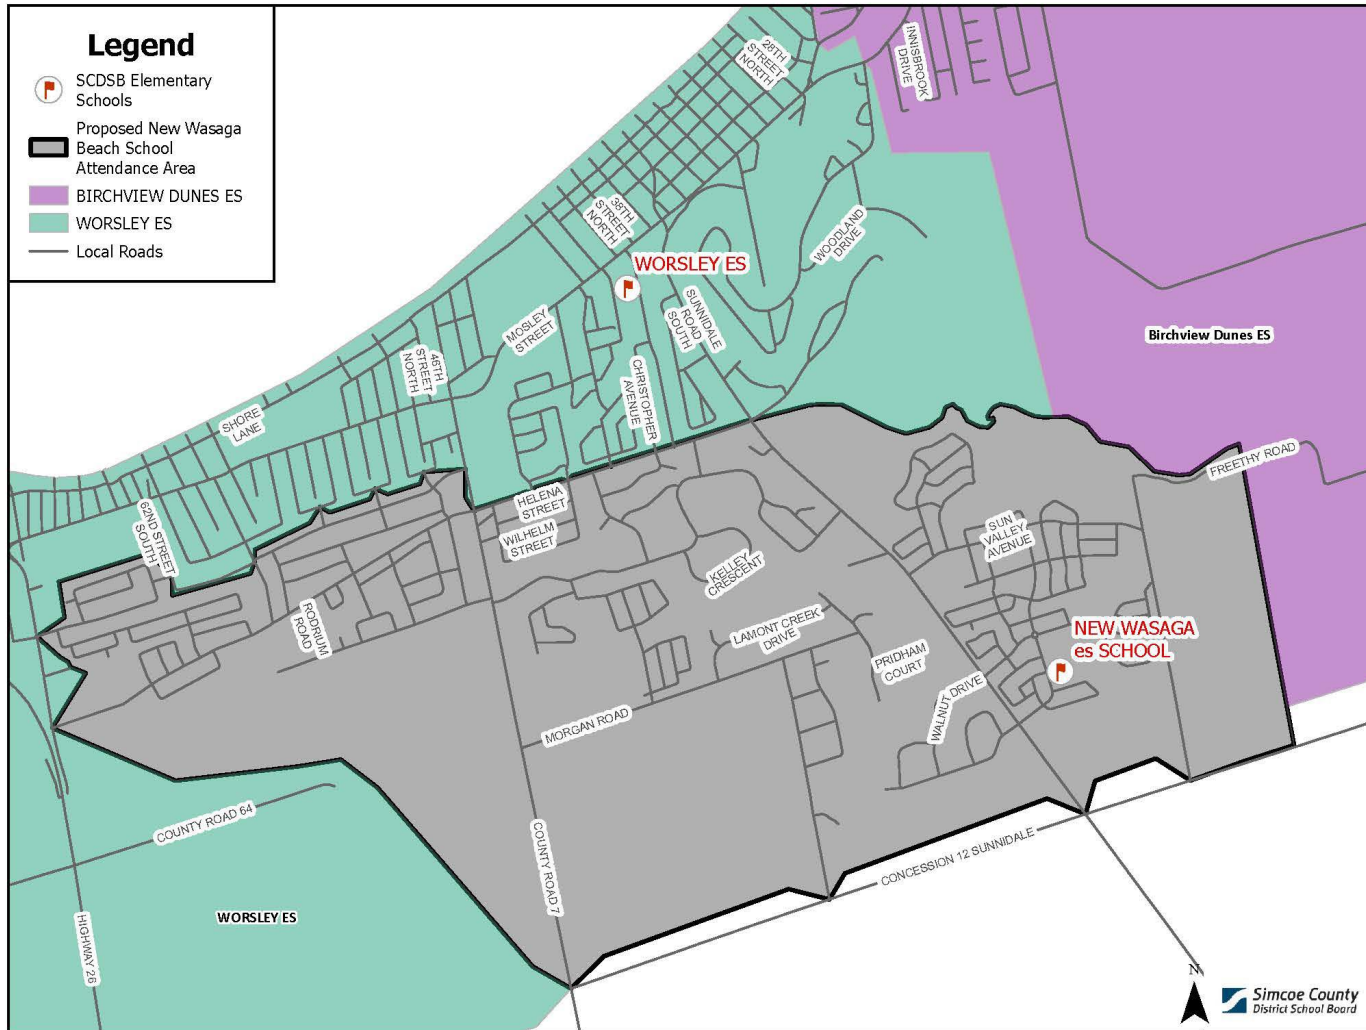 Legend
SCDSB Elementary
Schools
Proposed New Wasaga
Beach School
Attendance Area
BIRCHVIEW DUNES ES
WORSLEY ES
Local Roads
28TH
STREET
NORTH
INNISBROOK
DRIVE
38TH
STREET
NORTH
WOODLAND
DRIVE
WORSLEY ES
SUNNIDALE
ROAD
SOUTH
MOSLEY
STREET
46TH
STREET
NORTH
CHRISTOPHER
AVENUE
SHORE
LANE
Birchview Dunes ES
FREETHY ROAD
62ND STREET
SOUTH
HELENA
STREET
WILHELM
STREET
SUN
VALLEY
AVENUE
KELLEY
CRESCENT
RODRIUM
ROAD
LAMONT CREEK
DRIVE
NEW WASAGA
es SCHOOL
PRIDHAM
COURT
WALNUT DRIVE
MORGAN ROAD
COUNTY ROAD 64
COUNTY ROAD 7
CONCESSION 12 SUNNIDALE
WORSLEY ES
HIGHWAY 26
N
Simcoe County
District School Board